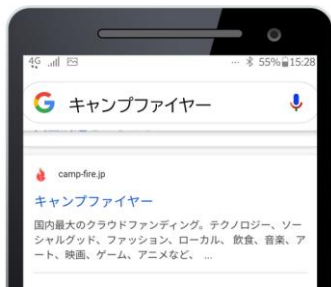 4G
... 55% 15:28
キャンプファイヤー
camp-fire.jp
キャンプファイヤー
国内最大のクラウドファンディング。テクノロジー、ソー
シャルグッド、ファッション、ローカル、飲食、音楽、ア
ート、映画、ゲーム、アニメなど、 ...